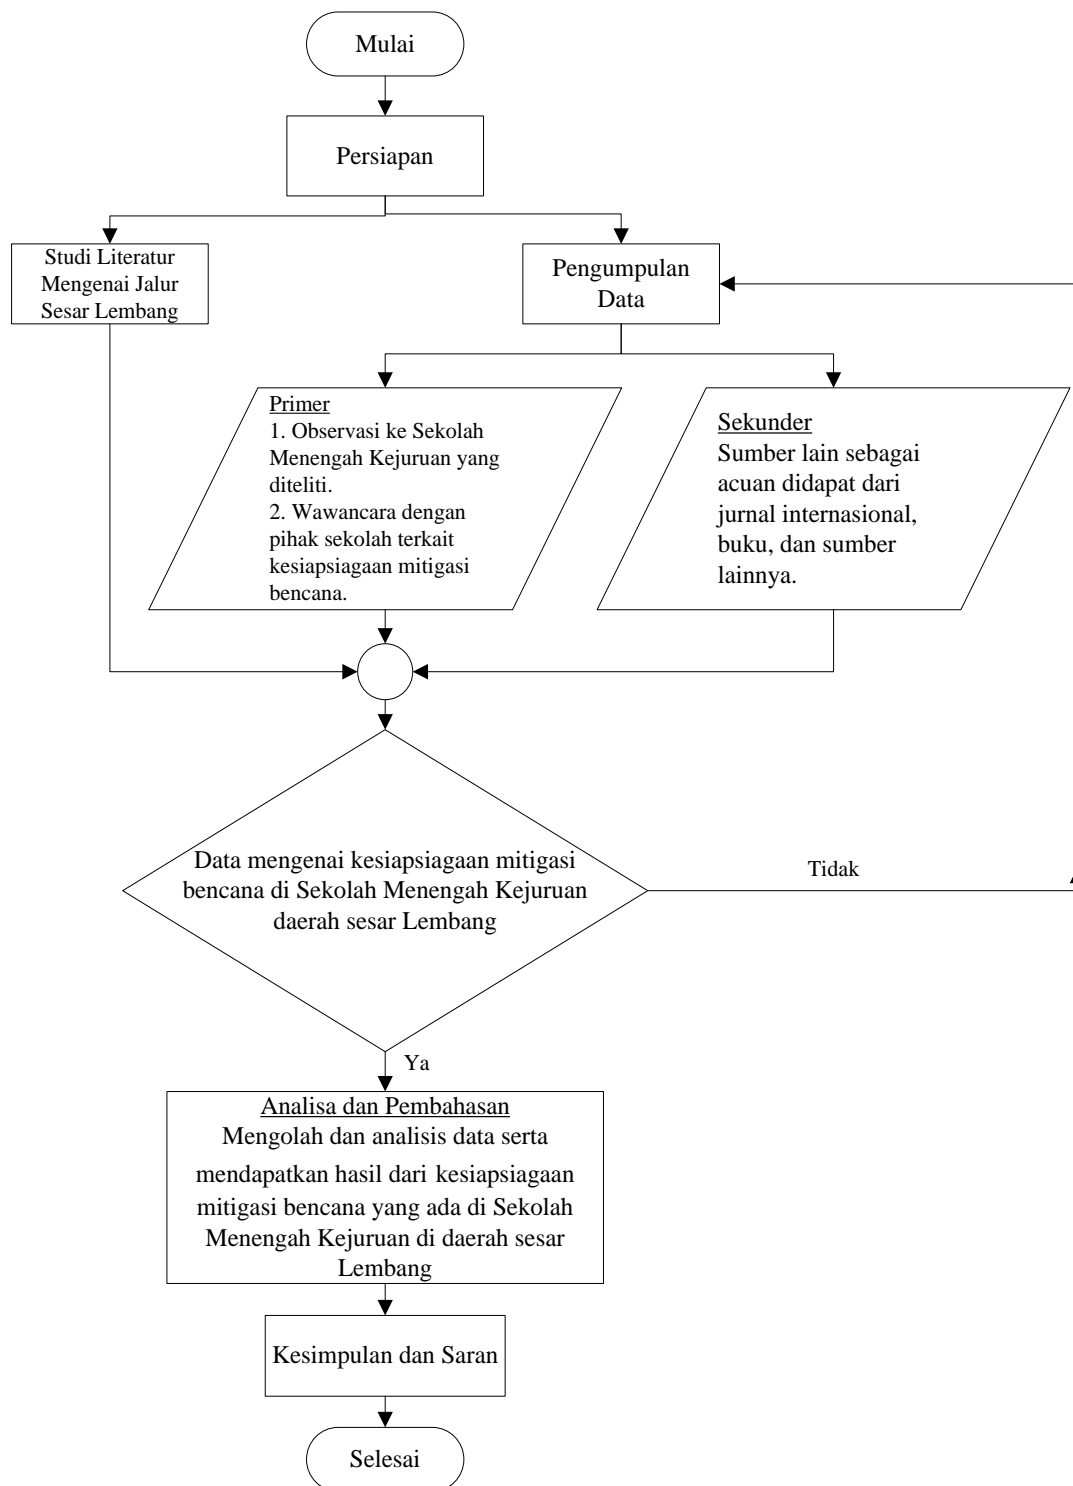 Mulai
Persiapan
Studi Literatur
Mengenai Jalur
Sesar Lembang
Pengumpulan
Data
Primer
1. Observasi ke Sekolah
Menengah Kejuruan yang
diteliti.
2. Wawancara dengan
pihak sekolah terkait
kesiapsiagaan mitigasi
bencana.
Sekunder
Sumber lain sebagai
acuan didapat dari
jurnal internasional,
buku, dan sumber
lainnya.
Data mengenai kesiapsiagaan mitigasi
bencana di Sekolah Menengah Kejuruan
daerah sesar Lembang
Tidak
Ya
Analisa dan Pembahasan
Mengolah dan analisis data serta
mendapatkan hasil dari kesiapsiagaan
mitigasi bencana yang ada di Sekolah
Menengah Kejuruan di daerah sesar
Lembang
Kesimpulan dan Saran
Selesai